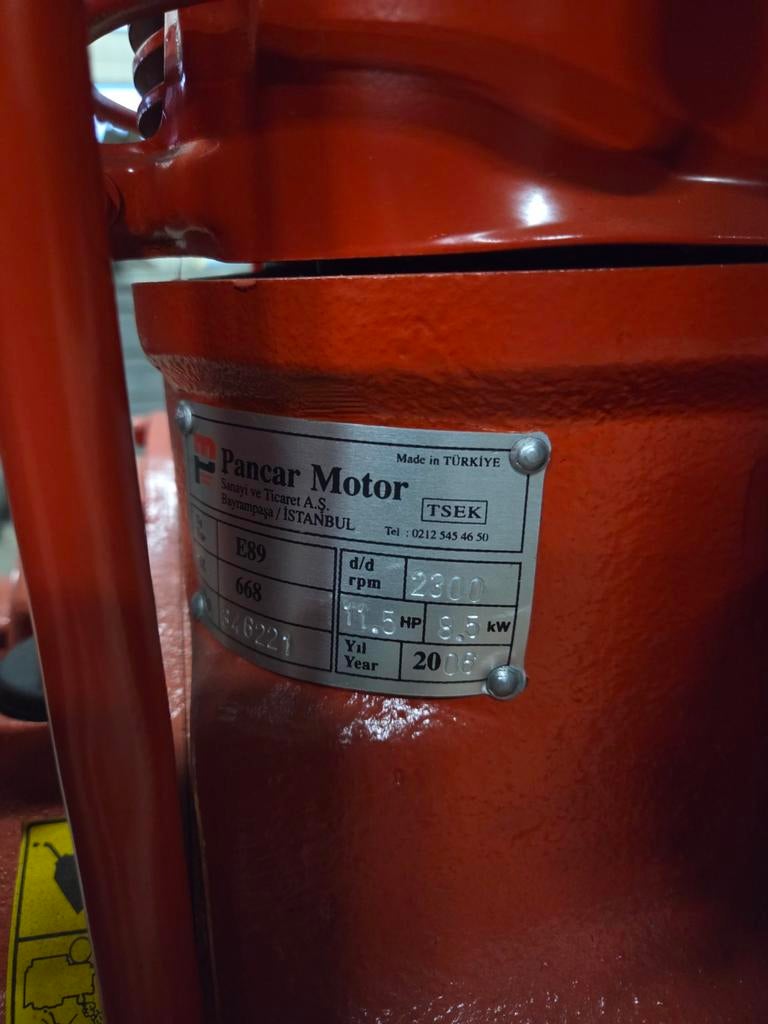 Made in TÜRKİYE
Pancar Motor
Sanayi ve Ticaret A.Ş.
Bayrampaşa / İSTANBUL
TSEK
Tel : 0212 545 46 50
E89
668
346221
d/d
rpm
2300
11.5 HP
8.5 kW
Yıl
Year
2006